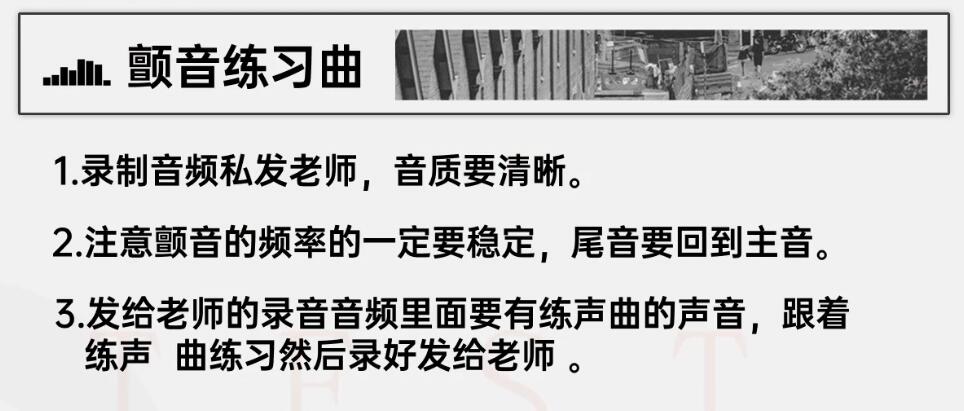 颤音练习曲
1.录制音频私发老师，音质要清晰。
2.注意颤音的频率的一定要稳定，尾音要回到主音。
3.发给老师的录音音频里面要有练声曲的声音，跟着
练声 曲练习然后录好发给老师 。
TEST